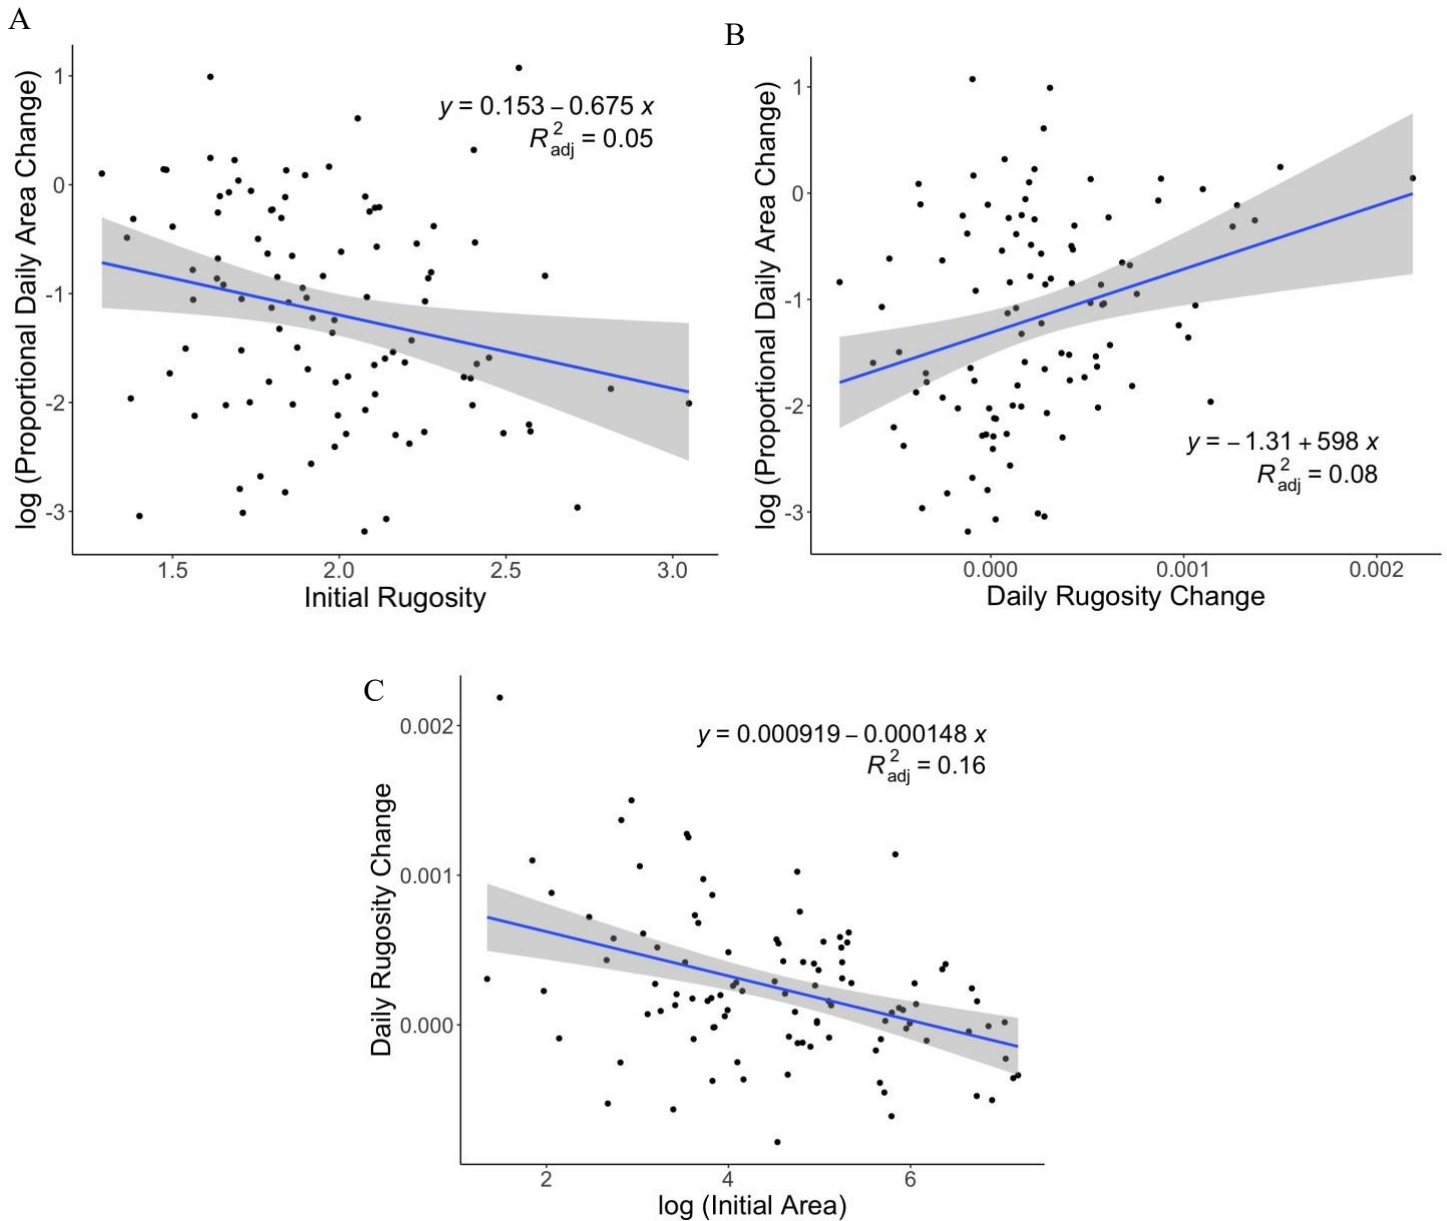 A
log (Proportional Daily Area Change)
1
0
-1
-2
-3
y = 0.153 – 0.675 x
R²adj = 0.05
1.5 2.0 2.5 3.0
Initial Rugosity
B
log (Proportional Daily Area Change)
1
0
-1
-2
-3
y = – 1.31 + 598 x
R²adj = 0.08
0.000 0.001 0.002
Daily Rugosity Change
C
Daily Rugosity Change
0.002
0.001
0.000
y = 0.000919 – 0.000148 x
R²adj = 0.16
2 4 6
log (Initial Area)